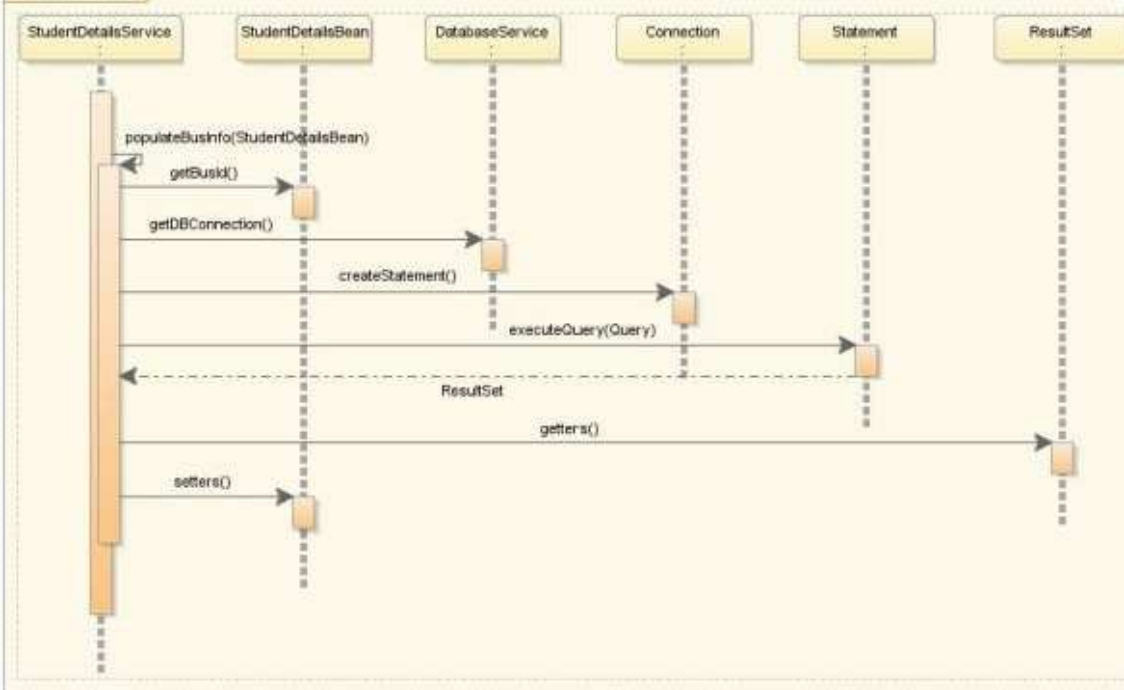 StudentDetailsService
StudentDetailsBean
DatabaseService
Connection
Statement
ResultSet
populateBusInfo(StudentDetailsBean)
getBusId()
getDBConnection()
createStatement()
executeQuery(Query)
ResultSet
getters()
setters()